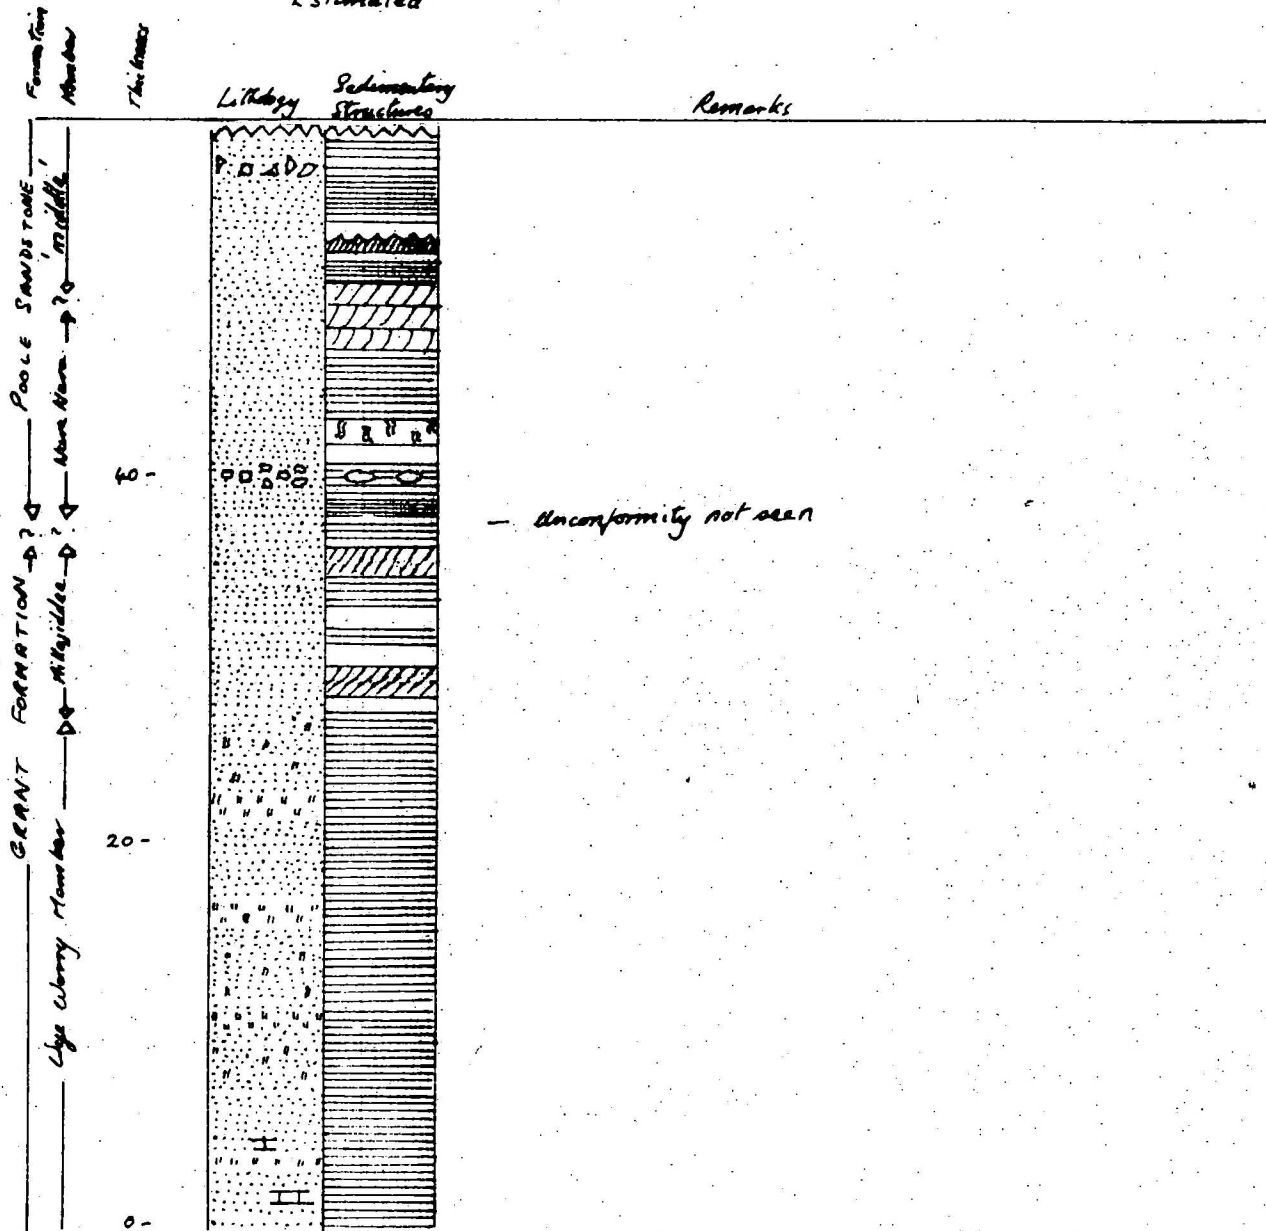 Estimated
Formation
Member
Thickness
Lithology
Sedimentary
Structures
Remarks
POOLE SANDSTONE
'middle'
?
Nura Nura
40 -
?
?
— Unconformity not seen
GRANT FORMATION
Millajiddee
20 -
Wye Worry Member
0 -